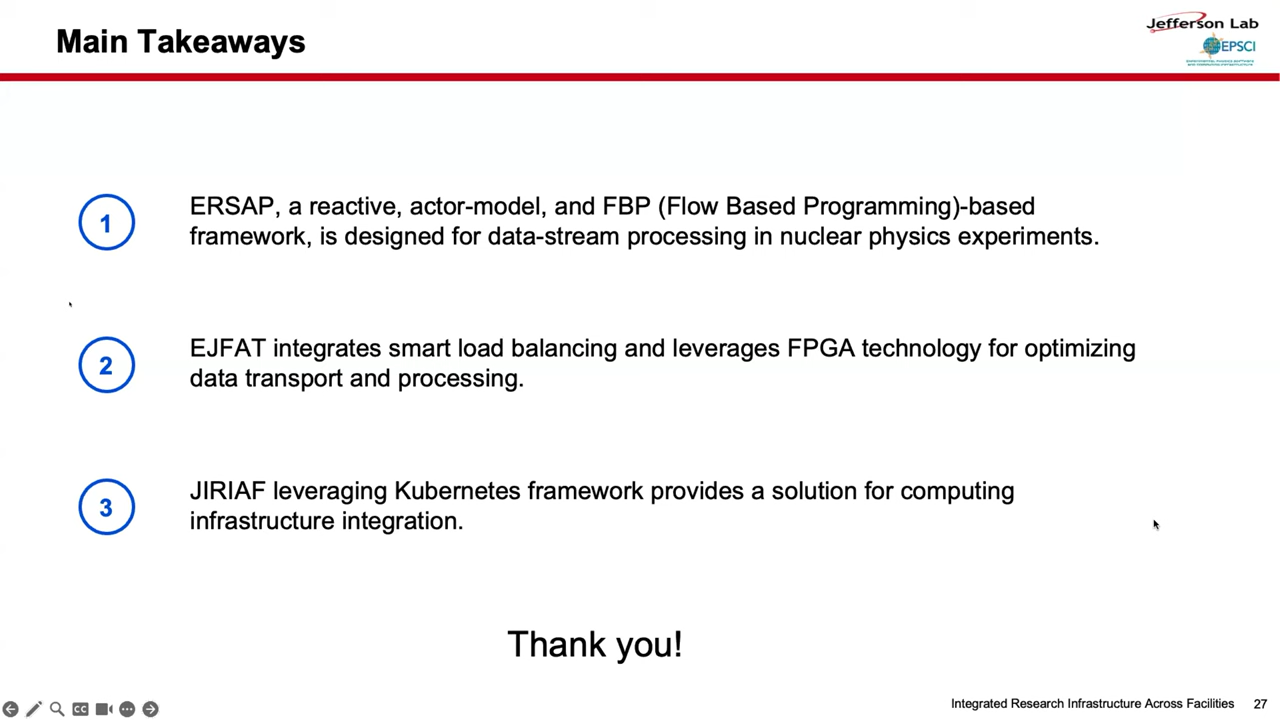 Main Takeaways
Jefferson Lab
EPSCI
1
ERSAP, a reactive, actor-model, and FBP (Flow Based Programming)-based
framework, is designed for data-stream processing in nuclear physics experiments.
2
EJFAT integrates smart load balancing and leverages FPGA technology for optimizing
data transport and processing.
3
JIRIAF leveraging Kubernetes framework provides a solution for computing
infrastructure integration.
Thank you!
CC
Integrated Research Infrastructure Across Facilities 27